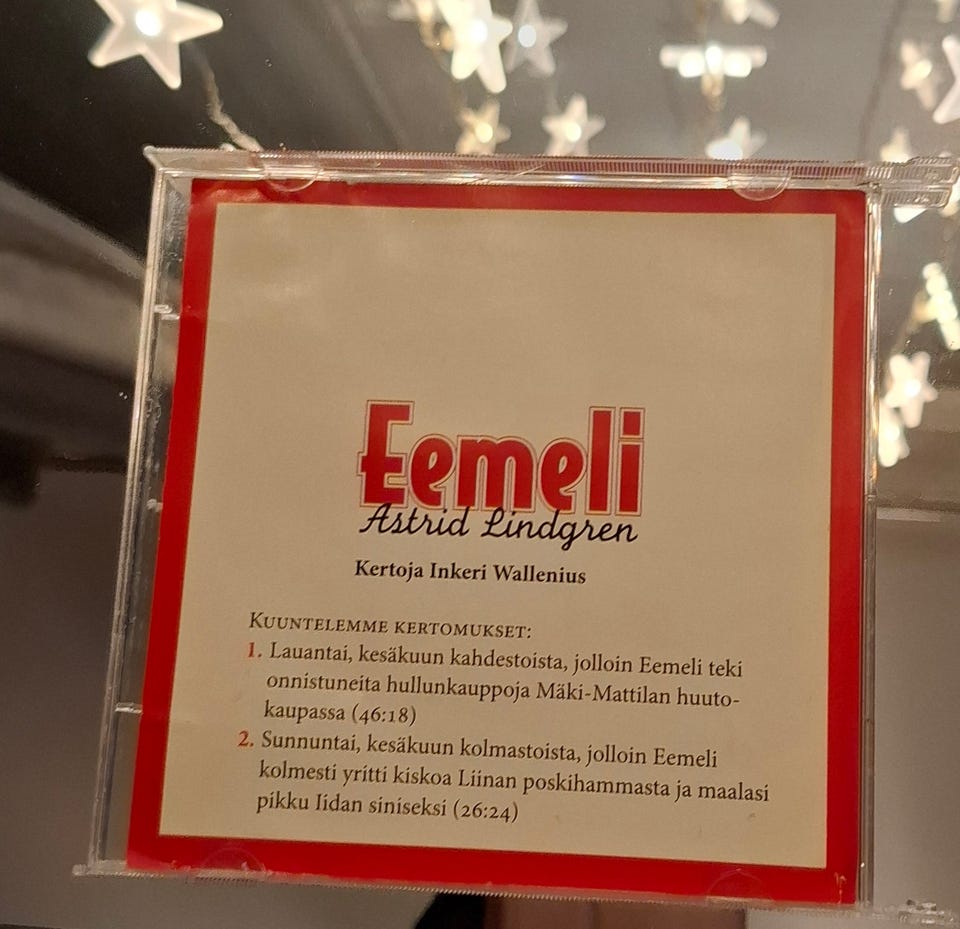 Eemeli
Astrid Lindgren
Kertoja Inkeri Wallenius
KUUNTELEMME KERTOMUKSET:
1. Lauantai, kesäkuun kahdestoista, jolloin Eemeli teki
onnistuneita hullunkauppoja Mäki-Mattilan huuto-
kaupassa (46:18)
2. Sunnuntai, kesäkuun kolmastoista, jolloin Eemeli
kolmesti yritti kiskoa Liinan poskihammasta ja maalasi
pikku Iidan siniseksi (26:24)